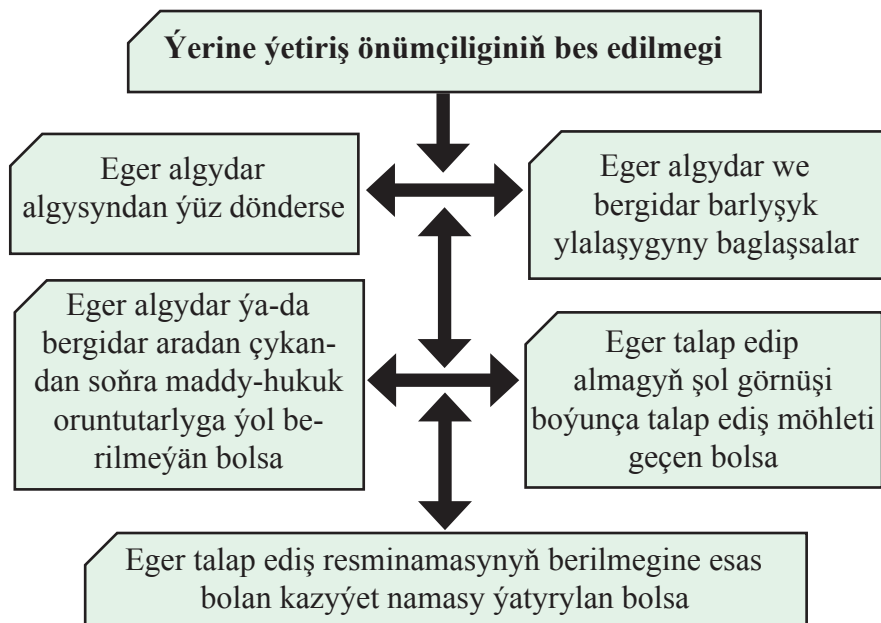 Ýerine ýetiriş önümçiliginiň bes edilmegi
Eger algydar
algysyndan ýüz dönderse
Eger algydar we
bergidar barlyşyk
ylalaşygyny baglaşsalar
Eger algydar ýa-da
bergidar aradan çykan-
dan soňra maddy-hukuk
oruntutarlyga ýol be-
rilmeýän bolsa
Eger talap edip
almagyň şol görnüşi
boýunça talap ediş möhleti
geçen bolsa
Eger talap ediş resminamasynyň berilmegine esas
bolan kazyýet namasy ýatyrylan bolsa